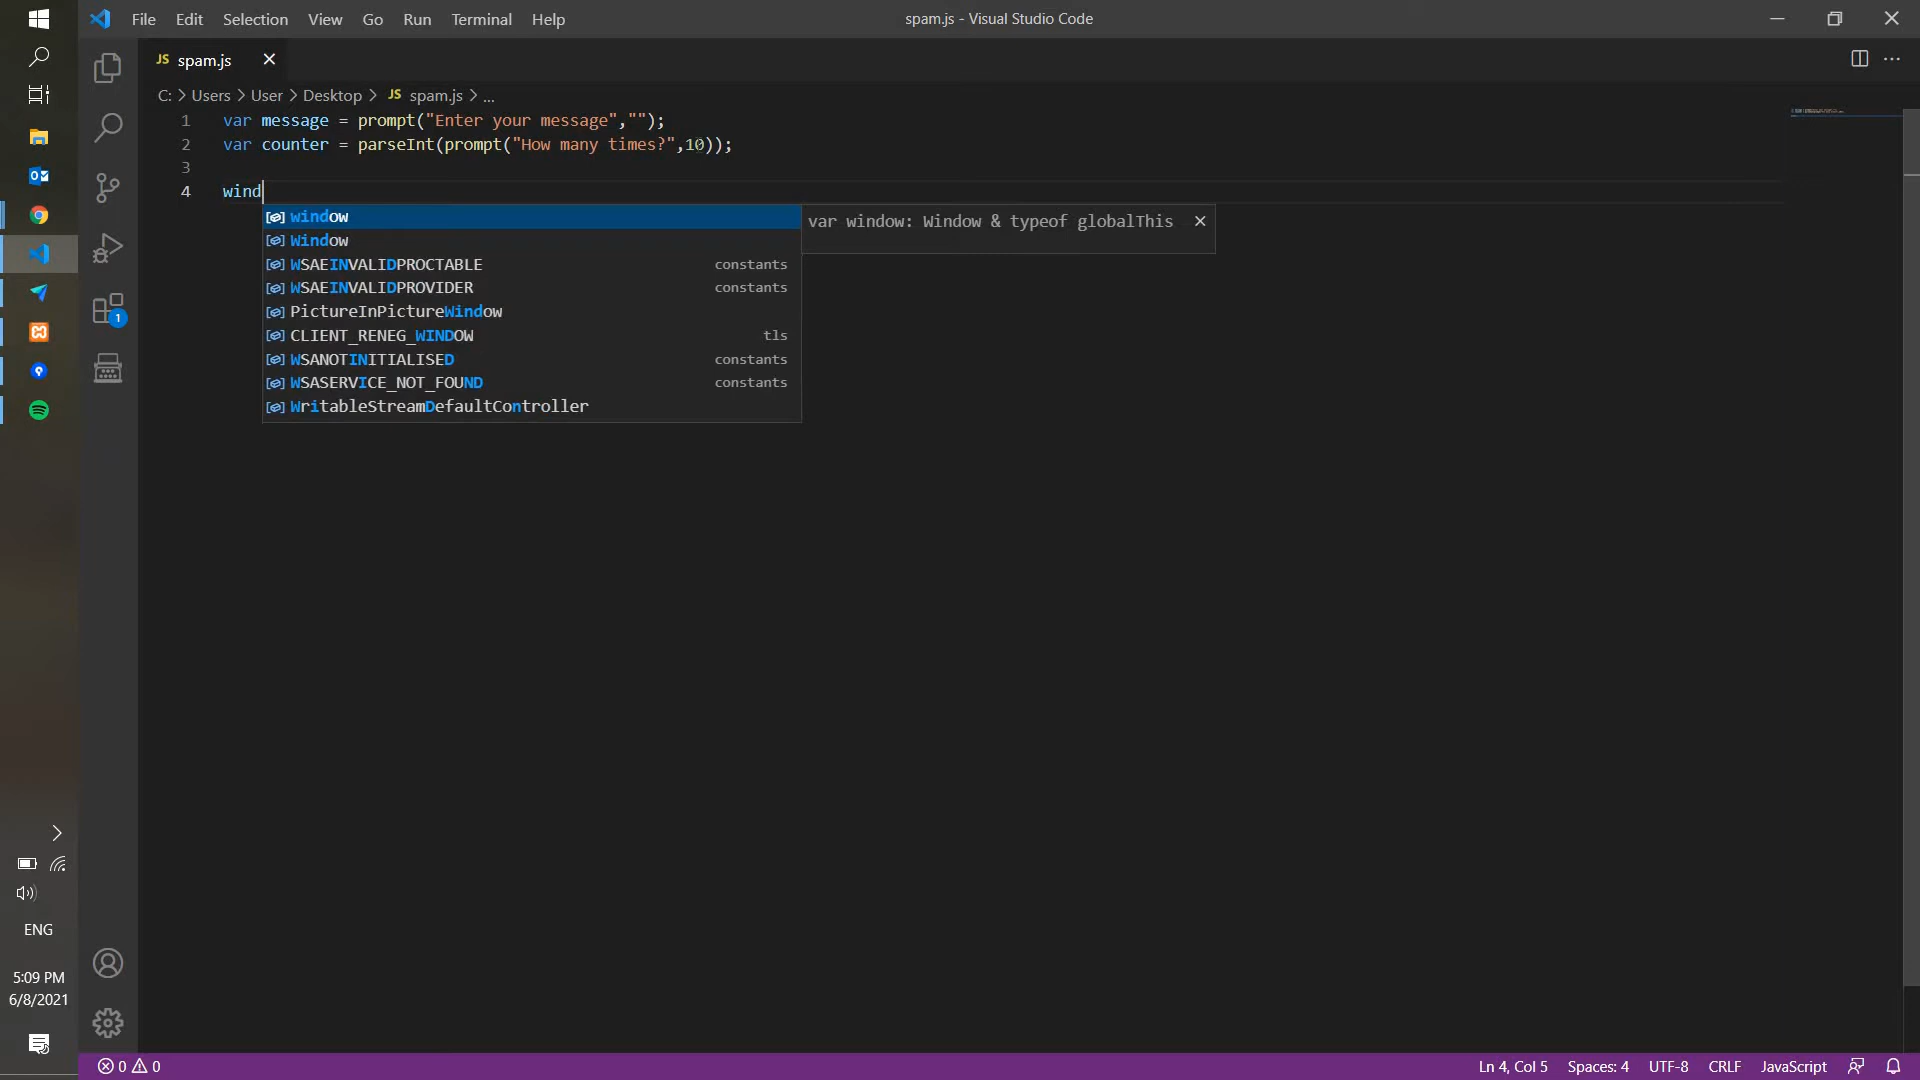 File Edit Selection View Go Run Terminal Help
spam.js - Visual Studio Code
JS spam.js
C: > Users > User > Desktop > JS spam.js > ...
1 var message = prompt("Enter your message","");
2 var counter = parseInt(prompt("How many times?",10));
3
4 wind
window
var window: Window & typeof globalThis
Window
WSAEINVALIDPROCTABLE constants
WSAEINVALIDPROVIDER constants
PictureInPictureWindow
CLIENT_RENEG_WINDOW tls
WSANOTINITIALISED constants
WSASERVICE_NOT_FOUND constants
WritableStreamDefaultController
1
ENG
5:09 PM
6/8/2021
0 0
Ln 4, Col 5 Spaces: 4 UTF-8 CRLF JavaScript